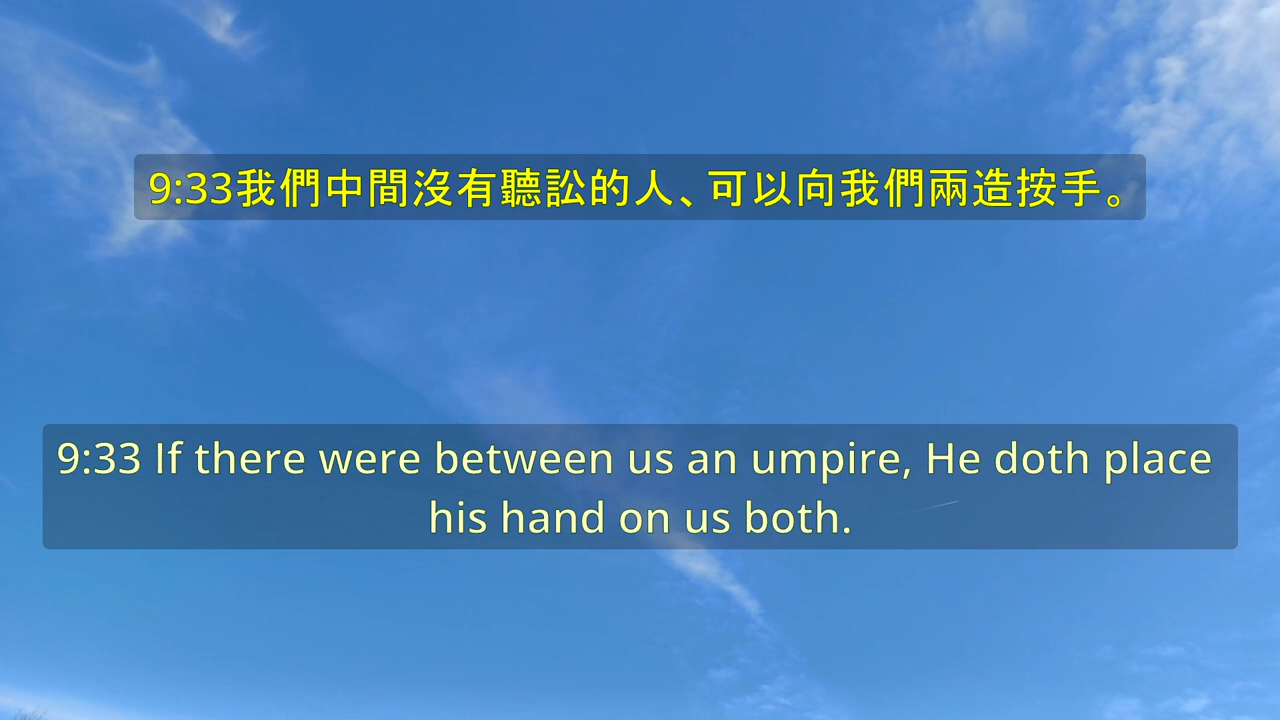 9:33我們中間沒有聽訟的人、可以向我們兩造按手。
9:33 If there were between us an umpire, He doth place
his hand on us both.